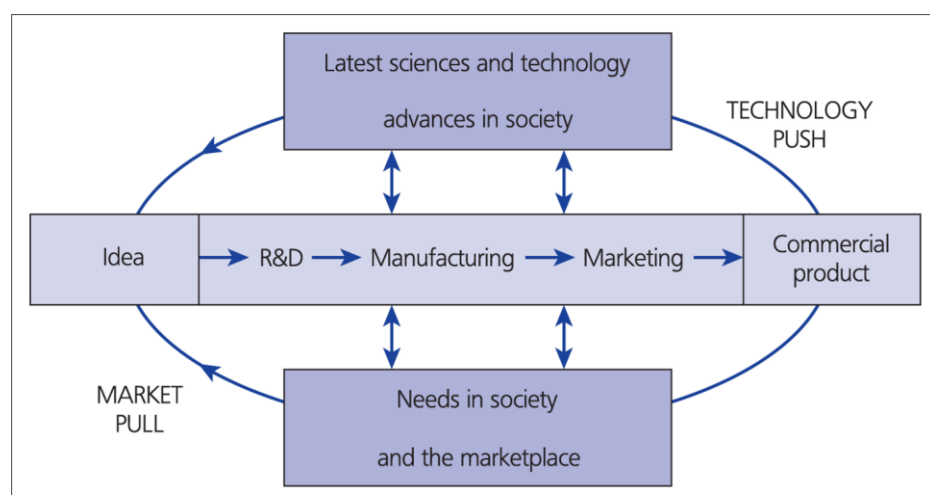 Latest sciences and technology
advances in society
TECHNOLOGY
PUSH
Idea
R&D
Manufacturing
Marketing
Commercial
product
MARKET
PULL
Needs in society
and the marketplace